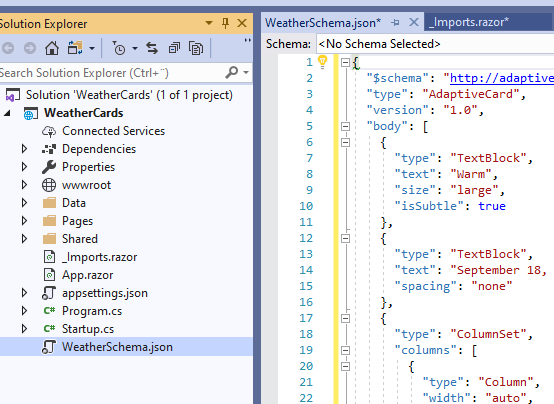 Solution Explorer
Search Solution Explorer (Ctrl+¨)
Solution 'WeatherCards' (1 of 1 project)
WeatherCards
Connected Services
Dependencies
Properties
wwwroot
Data
Pages
Shared
_Imports.razor
App.razor
appsettings.json
Program.cs
Startup.cs
WeatherSchema.json
WeatherSchema.json*
_Imports.razor*
Schema: <No Schema Selected>
1 {
2 "$schema": "http://adaptive
3 "type": "AdaptiveCard",
4 "version": "1.0",
5 "body": [
6 {
7 "type": "TextBlock",
8 "text": "Warm",
9 "size": "large",
10 "isSubtle": true
11 },
12 {
13 "type": "TextBlock",
14 "text": "September 18,
15 "spacing": "none"
16 },
17 {
18 "type": "ColumnSet",
19 "columns": [
20 {
21 "type": "Column",
22 "width": "auto",